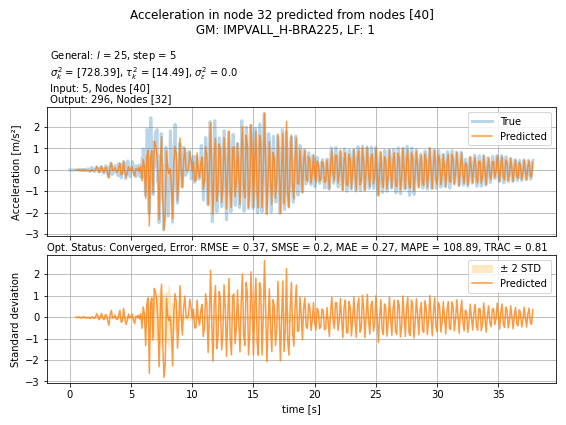 Acceleration in node 32 predicted from nodes [40]
GM: IMPVALL_H-BRA225, LF: 1
General: l = 25, step = 5
σ²ₖ = [728.39], τ²ₖ = [14.49], σ²ε = 0.0
Input: 5, Nodes [40]
Output: 296, Nodes [32]
True
Predicted
Acceleration [m/s²]
2
1
0
−1
−2
−3
Opt. Status: Converged, Error: RMSE = 0.37, SMSE = 0.2, MAE = 0.27, MAPE = 108.89, TRAC = 0.81
± 2 STD
Predicted
Standard deviation
2
1
0
−1
−2
−3
0 5 10 15 20 25 30 35
time [s]